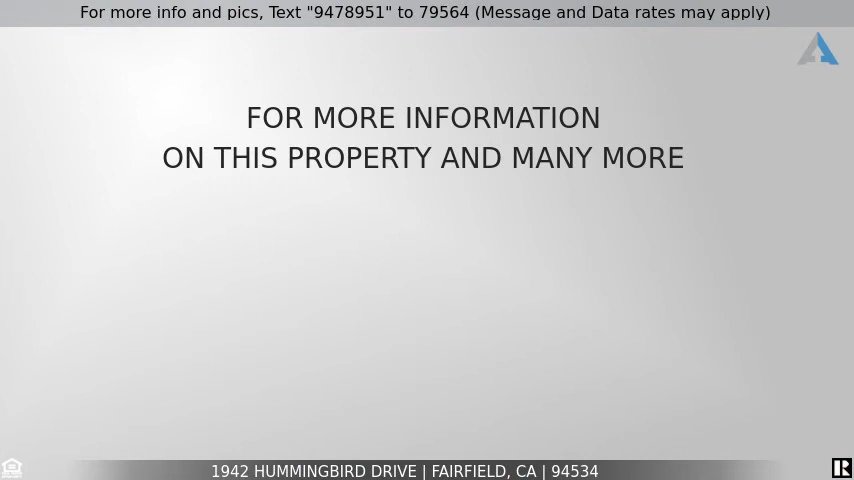 For more info and pics, Text "9478951" to 79564 (Message and Data rates may apply)
FOR MORE INFORMATION
ON THIS PROPERTY AND MANY MORE
1942 HUMMINGBIRD DRIVE | FAIRFIELD, CA | 94534